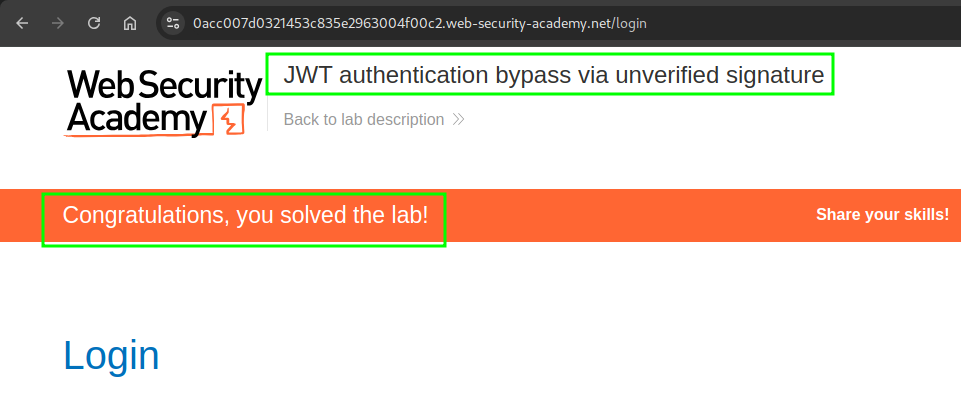 0acc007d0321453c835e2963004f00c2.web-security-academy.net/login
Web Security
Academy
JWT authentication bypass via unverified signature
Back to lab description
Congratulations, you solved the lab!
Share your skills!
Login